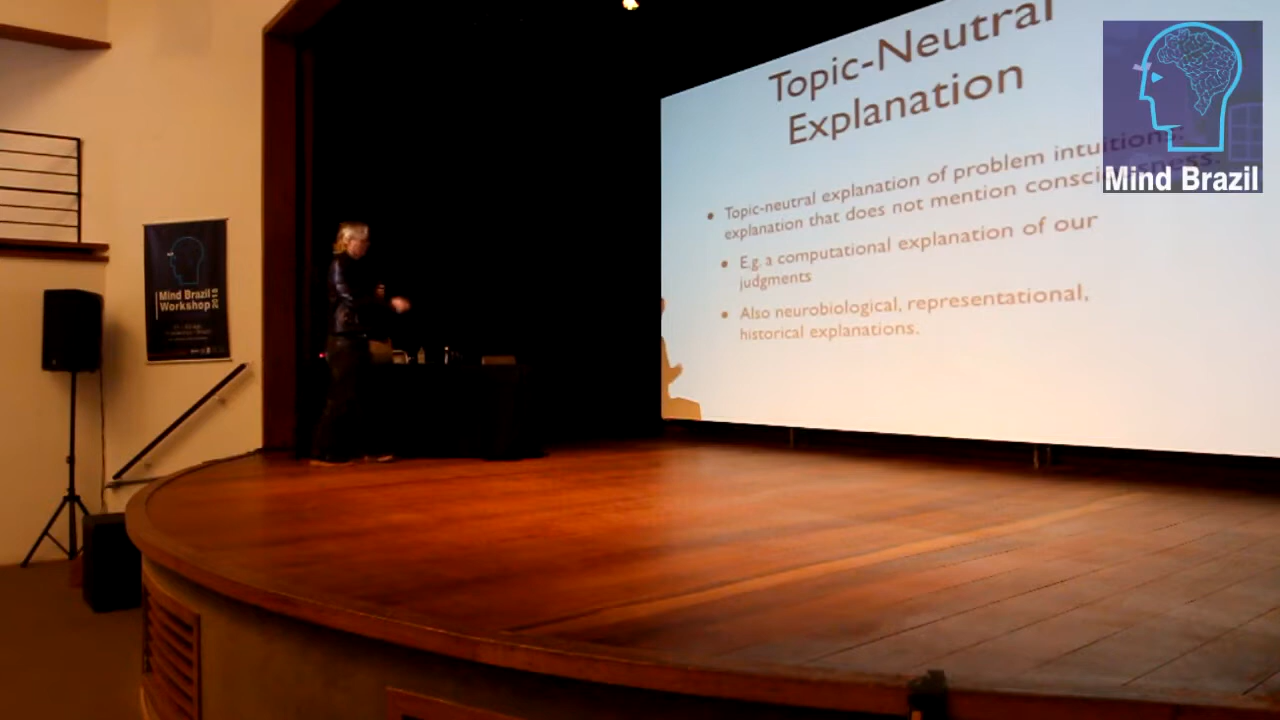 Topic-Neutral
Explanation
• Topic-neutral explanation of problem intuitions:
explanation that does not mention consciousness.
• E.g. a computational explanation of our
judgments
• Also neurobiological, representational,
historical explanations.
Mind Brazil
Mind Brazil
Workshop